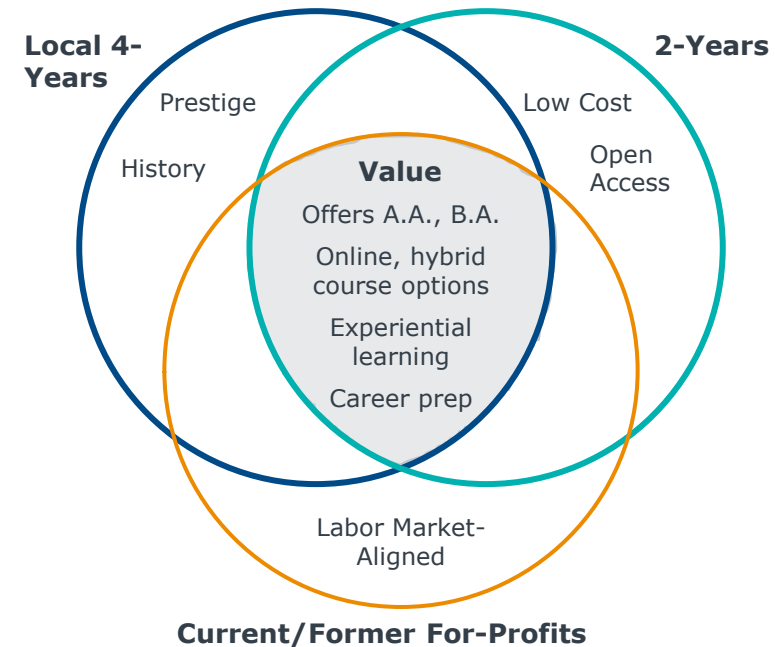 Local 4-
Years
2-Years
Prestige
Low Cost
History
Open
Access
Value
Offers A.A., B.A.
Online, hybrid
course options
Experiential
learning
Career prep
Labor Market-
Aligned
Current/Former For-Profits